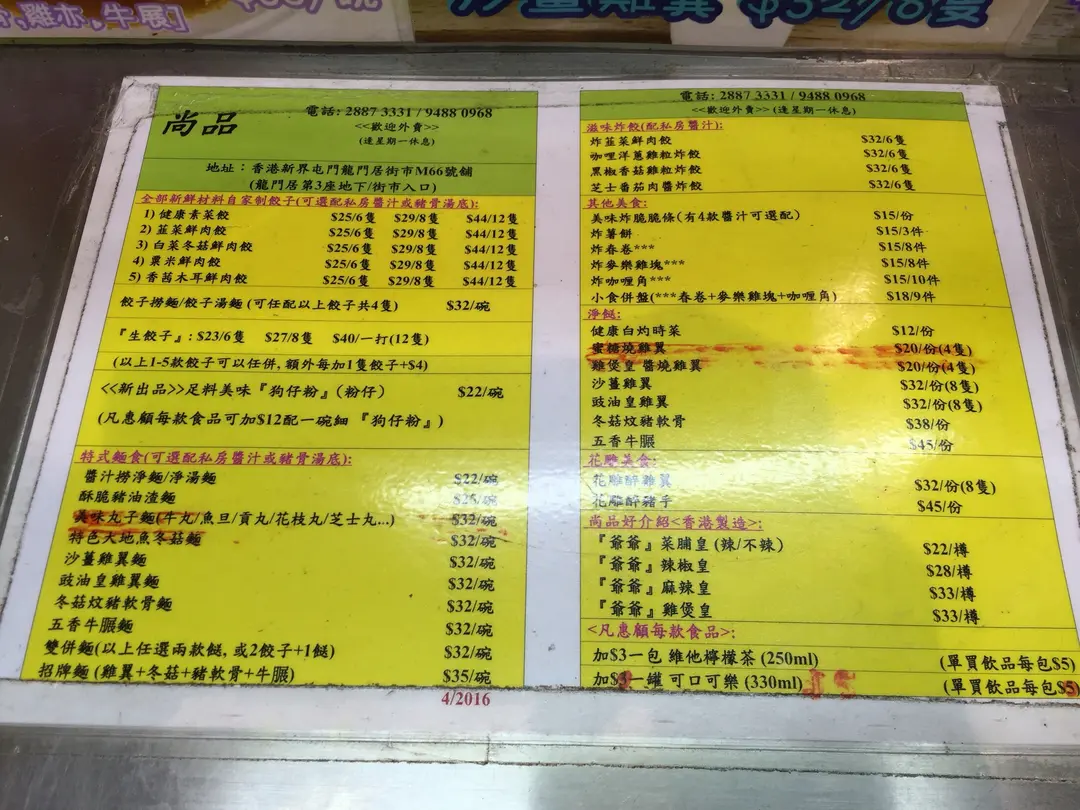 ,雞亦,牛展]
$32/8隻
尚品
電話: 2887 3331 / 9488 0968
<<歡迎外賣>>
(逢星期一休息)
地址：香港新界屯門龍門居街市M66號舖
(龍門居第3座地下/街市入口)
全部新鮮材料自家制餃子(可選配私房醬汁或豬骨湯底):
1) 健康素菜餃 $25/6隻 $29/8隻 $44/12隻
2) 韮菜鮮肉餃 $25/6隻 $29/8隻 $44/12隻
3) 白菜冬菇鮮肉餃 $25/6隻 $29/8隻 $44/12隻
4) 粟米鮮肉餃 $25/6隻 $29/8隻 $44/12隻
5) 香茜木耳鮮肉餃 $25/6隻 $29/8隻 $44/12隻
餃子撈麵/餃子湯麵 (可任配以上餃子共4隻) $32/碗
『生餃子』: $23/6隻 $27/8隻 $40/一打(12隻)
(以上1-5款餃子可以任併, 額外每加1隻餃子+$4)
<<新出品>>足料美味『狗仔粉』(粉仔) $22/碗
(凡惠顧每款食品可加$12配一碗細 『狗仔粉』)
特式麵食(可選配私房醬汁或豬骨湯底):
醬汁撈淨麵/淨湯麵 $22/碗
酥脆豬油渣麵 $25/碗
美味丸子麵(牛丸/魚旦/貢丸/花枝丸/芝士丸...) $32/碗
特色大地魚冬菇麵 $32/碗
沙薑雞翼麵 $32/碗
豉油皇雞翼麵 $32/碗
冬菇炆豬軟骨麵 $32/碗
五香牛𦟌麵 $32/碗
雙併麵(以上任選兩款餸, 或2餃子+1餸) $32/碗
招牌麵 (雞翼+冬菇+豬軟骨+牛𦟌) $35/碗
4/2016
電話: 2887 3331 / 9488 0968
<<歡迎外賣>> (逢星期一休息)
滋味炸餃(配私房醬汁):
炸韮菜鮮肉餃 $32/6隻
咖哩洋蔥雞粒炸餃 $32/6隻
黑椒香菇雞粒炸餃 $32/6隻
芝士番茄肉醬炸餃 $32/6隻
其他美食:
美味炸脆脆條 (有4款醬汁可選配) $15/份
炸薯餅 $15/3件
炸春卷*** $15/8件
炸麥樂雞塊*** $15/8件
炸咖喱角*** $15/10件
小食併盤(***春卷+麥樂雞塊+咖喱角) $18/9件
淨餸:
健康白灼時菜 $12/份
蜜糖燒雞翼 $20/份(4隻)
雞煲皇 醬燒雞翼 $20/份(4隻)
沙薑雞翼 $32/份(8隻)
豉油皇雞翼 $32/份(8隻)
冬菇炆豬軟骨 $38/份
五香牛𦟌 $45/份
花雕美食:
花雕醉雞翼 $32/份(8隻)
花雕醉豬手 $45/份
尚品好介紹<香港製造>:
『爺爺』菜脯皇 (辣/不辣) $22/樽
『爺爺』辣椒皇 $28/樽
『爺爺』麻辣皇 $33/樽
『爺爺』雞煲皇 $33/樽
<凡惠顧每款食品>:
加$3一包 維他檸檬茶 (250ml) (單買飲品每包$5)
一罐 可口可樂 (330ml) (單買飲品每包$5)